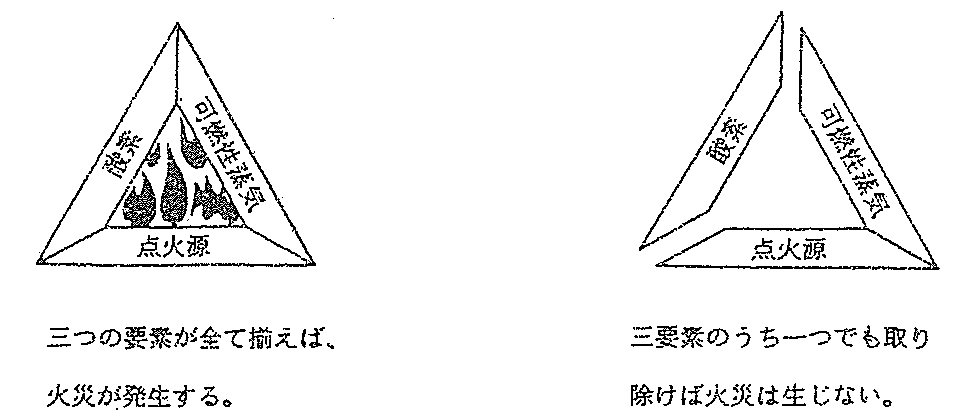 酸素
可燃性蒸気
点火源
三つの要素が全て揃えば、
火災が発生する。
酸素
可燃性蒸気
点火源
三要素のうち一つでも取り
除けば火災は生じない。